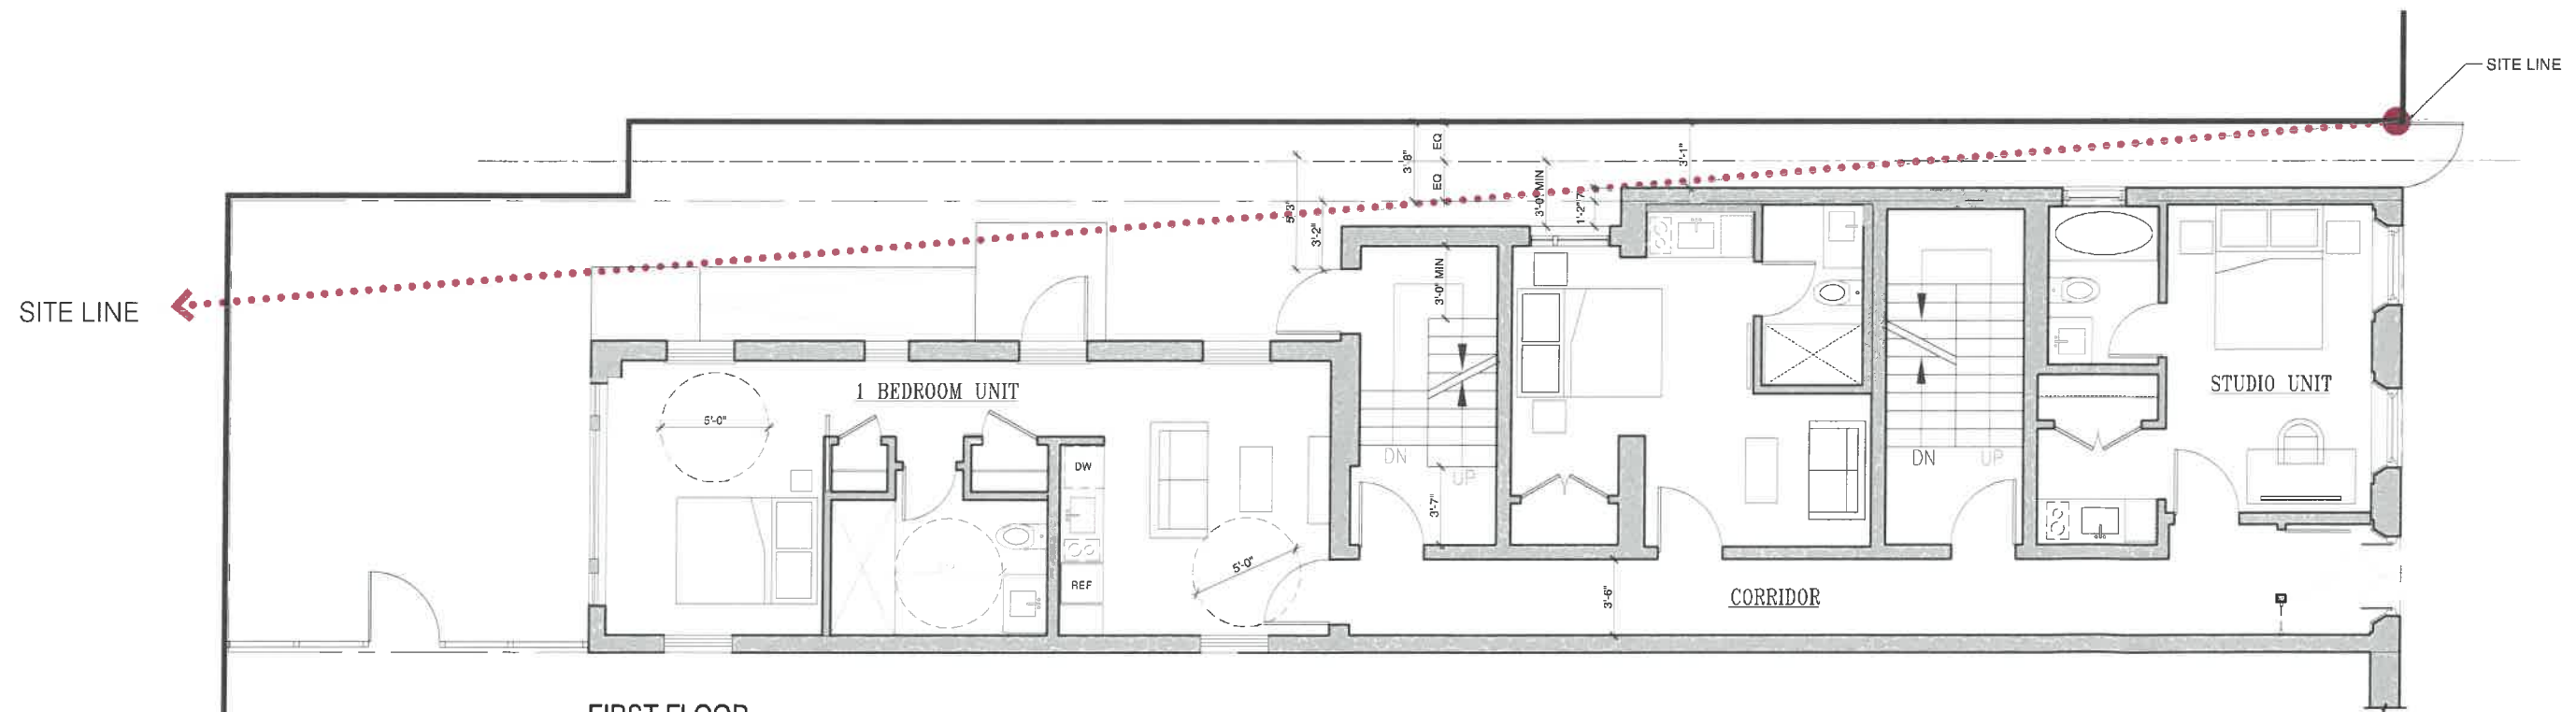 SITE LINE
SITE LINE
3'-8"
EQ
EQ
3'-1"
3'-0" MIN
5'-3"
3'-2"
3'-0" MIN
1 BEDROOM UNIT
STUDIO UNIT
5'-0"
DN
UP
DN
UP
DW
3'-7"
5'-0"
REF
3'-6"
CORRIDOR
FIRST FLOOR